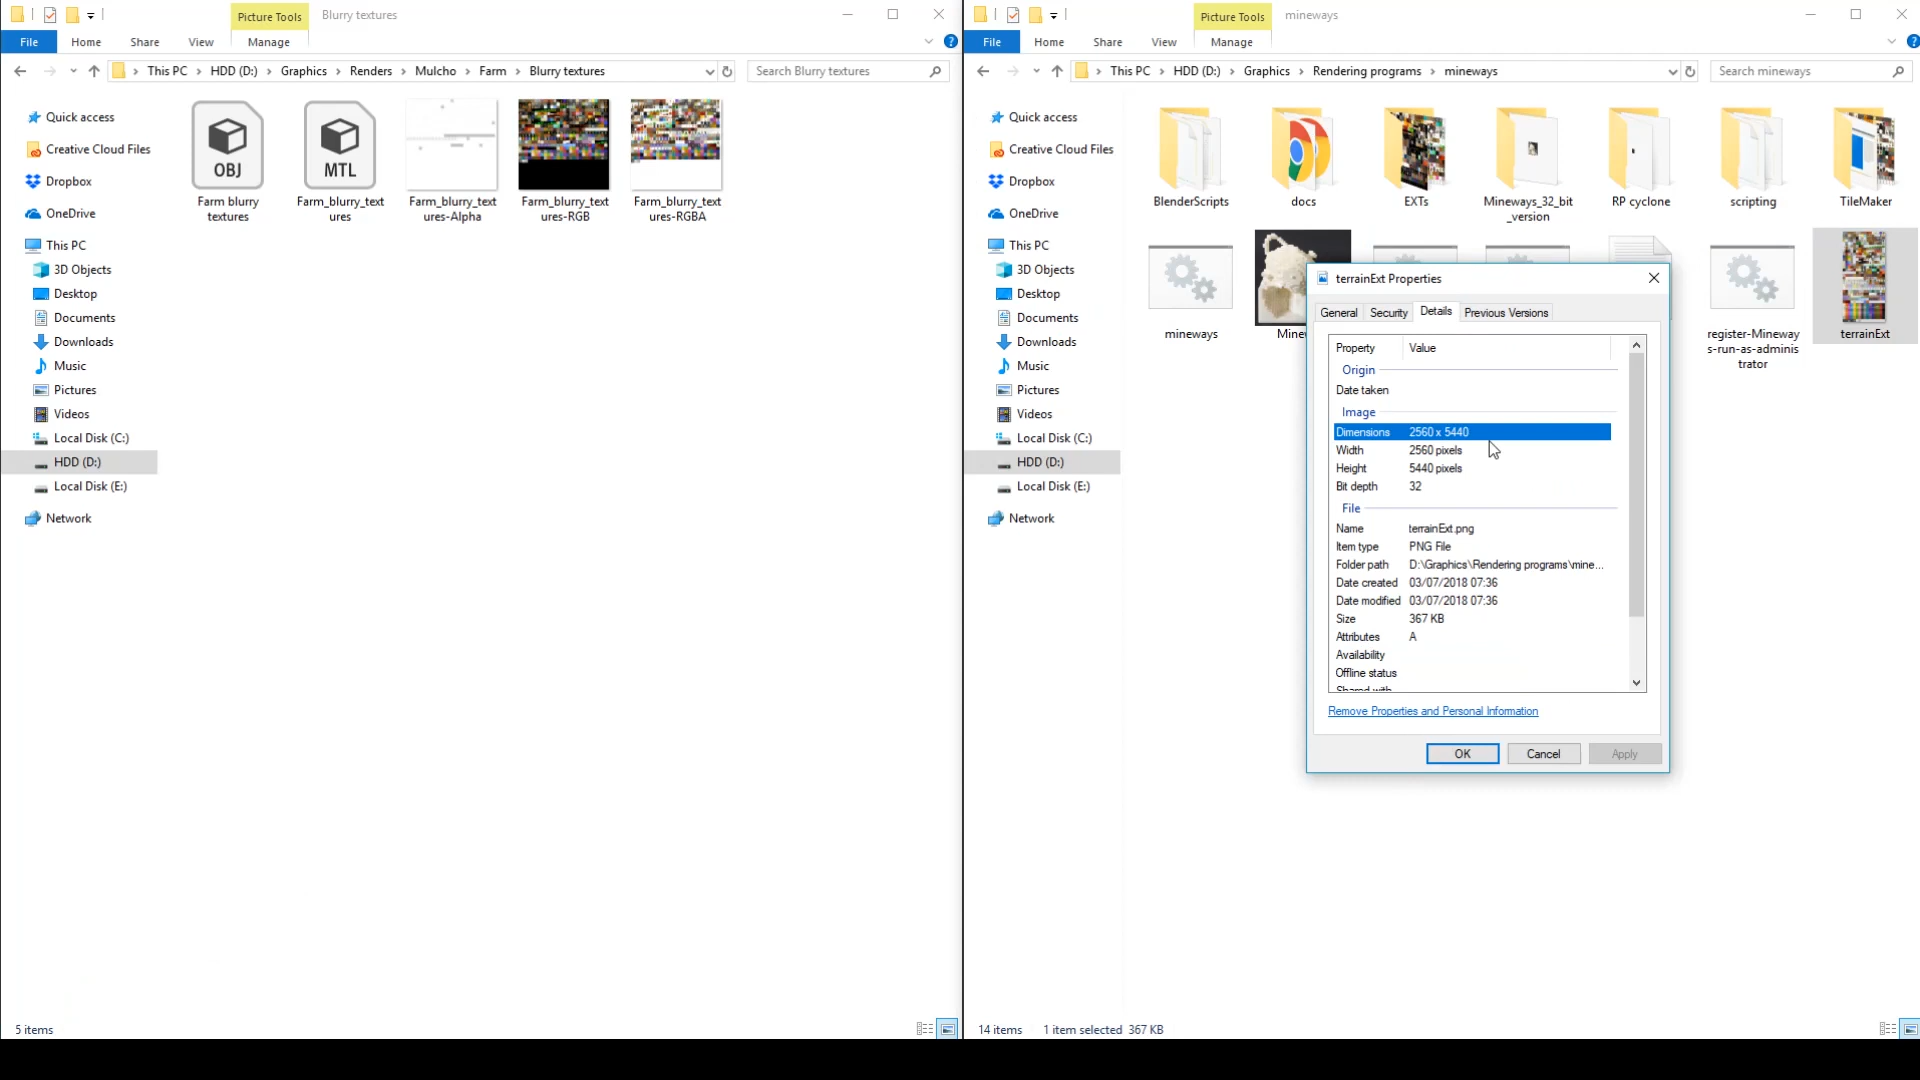 Picture Tools
Blurry textures
File
Home
Share
View
Manage
This PC
HDD (D:)
Graphics
Renders
Mulcho
Farm
Blurry textures
Search Blurry textures
Quick access
Creative Cloud Files
Dropbox
OneDrive
This PC
3D Objects
Desktop
Documents
Downloads
Music
Pictures
Videos
Local Disk (C:)
HDD (D:)
Local Disk (E:)
Network
OBJ
Farm blurry
textures
MTL
Farm_blurry_text
ures
Farm_blurry_text
ures-Alpha
Farm_blurry_text
ures-RGB
Farm_blurry_text
ures-RGBA
5 items
Picture Tools
mineways
File
Home
Share
View
Manage
This PC
HDD (D:)
Graphics
Rendering programs
mineways
Search mineways
Quick access
Creative Cloud Files
Dropbox
OneDrive
This PC
3D Objects
Desktop
Documents
Downloads
Music
Pictures
Videos
Local Disk (C:)
HDD (D:)
Local Disk (E:)
Network
BlenderScripts
docs
EXTs
Mineways_32_bit
_version
RP cyclone
scripting
TileMaker
mineways
register-Mineway
s-run-as-adminis
trator
terrainExt
terrainExt Properties
General
Security
Details
Previous Versions
Property Value
Origin
Date taken
Image
Dimensions 2560 x 5440
Width 2560 pixels
Height 5440 pixels
Bit depth 32
File
Name terrainExt.png
Item type PNG File
Folder path D:\Graphics\Rendering programs\mine...
Date created 03/07/2018 07:36
Date modified 03/07/2018 07:36
Size 367 KB
Attributes A
Availability
Offline status
Shared with
Remove Properties and Personal Information
OK
Cancel
Apply
14 items
1 item selected 367 KB